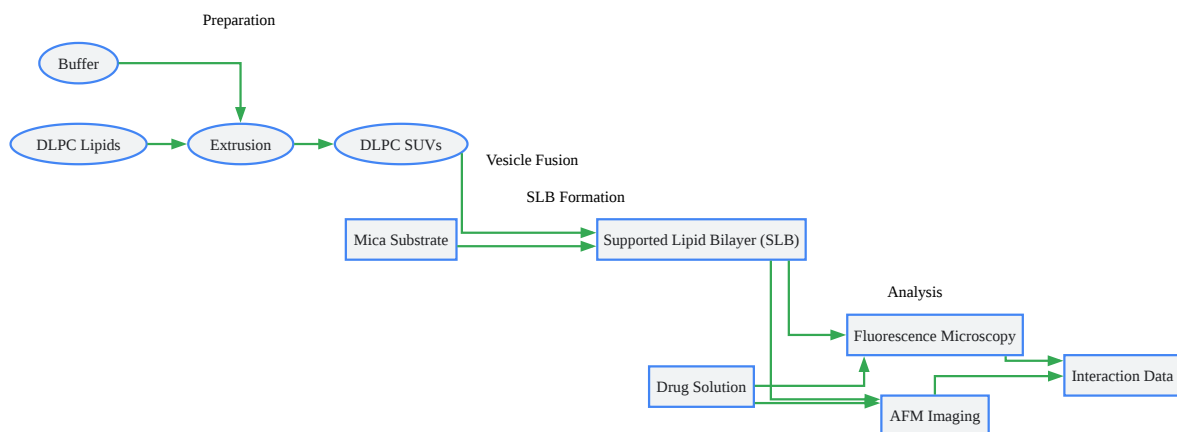 Preparation
Buffer
DLPC Lipids
Extrusion
DLPC SUVs
Vesicle Fusion
SLB Formation
Mica Substrate
Supported Lipid Bilayer (SLB)
Analysis
Fluorescence Microscopy
Drug Solution
Interaction Data
AFM Imaging